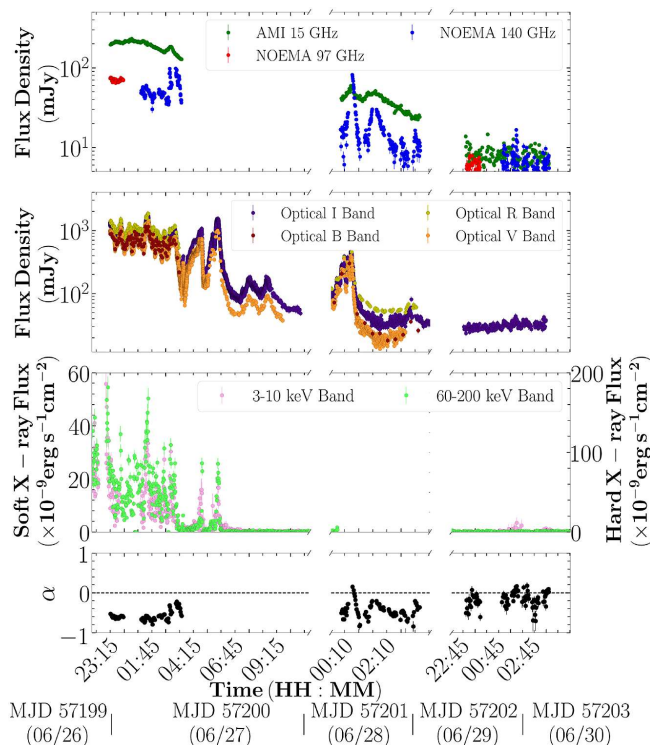 AMI 15 GHz
NOEMA 140 GHz
NOEMA 97 GHz
Flux Density
(mJy)
10²
10¹
Optical I Band
Optical R Band
Optical B Band
Optical V Band
Flux Density
(mJy)
10³
10²
3-10 keV Band
60-200 keV Band
Soft X − ray Flux
(×10⁻⁹erg s⁻¹cm⁻²)
60
40
20
0
200
100
0
Hard X − ray Flux
(×10⁻⁹erg s⁻¹cm⁻²)
α
1
0
−1
23:15 01:45 04:15 06:45 09:15 00:10 02:10 22:45 00:45 02:45
Time (HH : MM)
MJD 57199 | MJD 57200 | MJD 57201 | MJD 57202 | MJD 57203
(06/26) (06/27) (06/28) (06/29) (06/30)